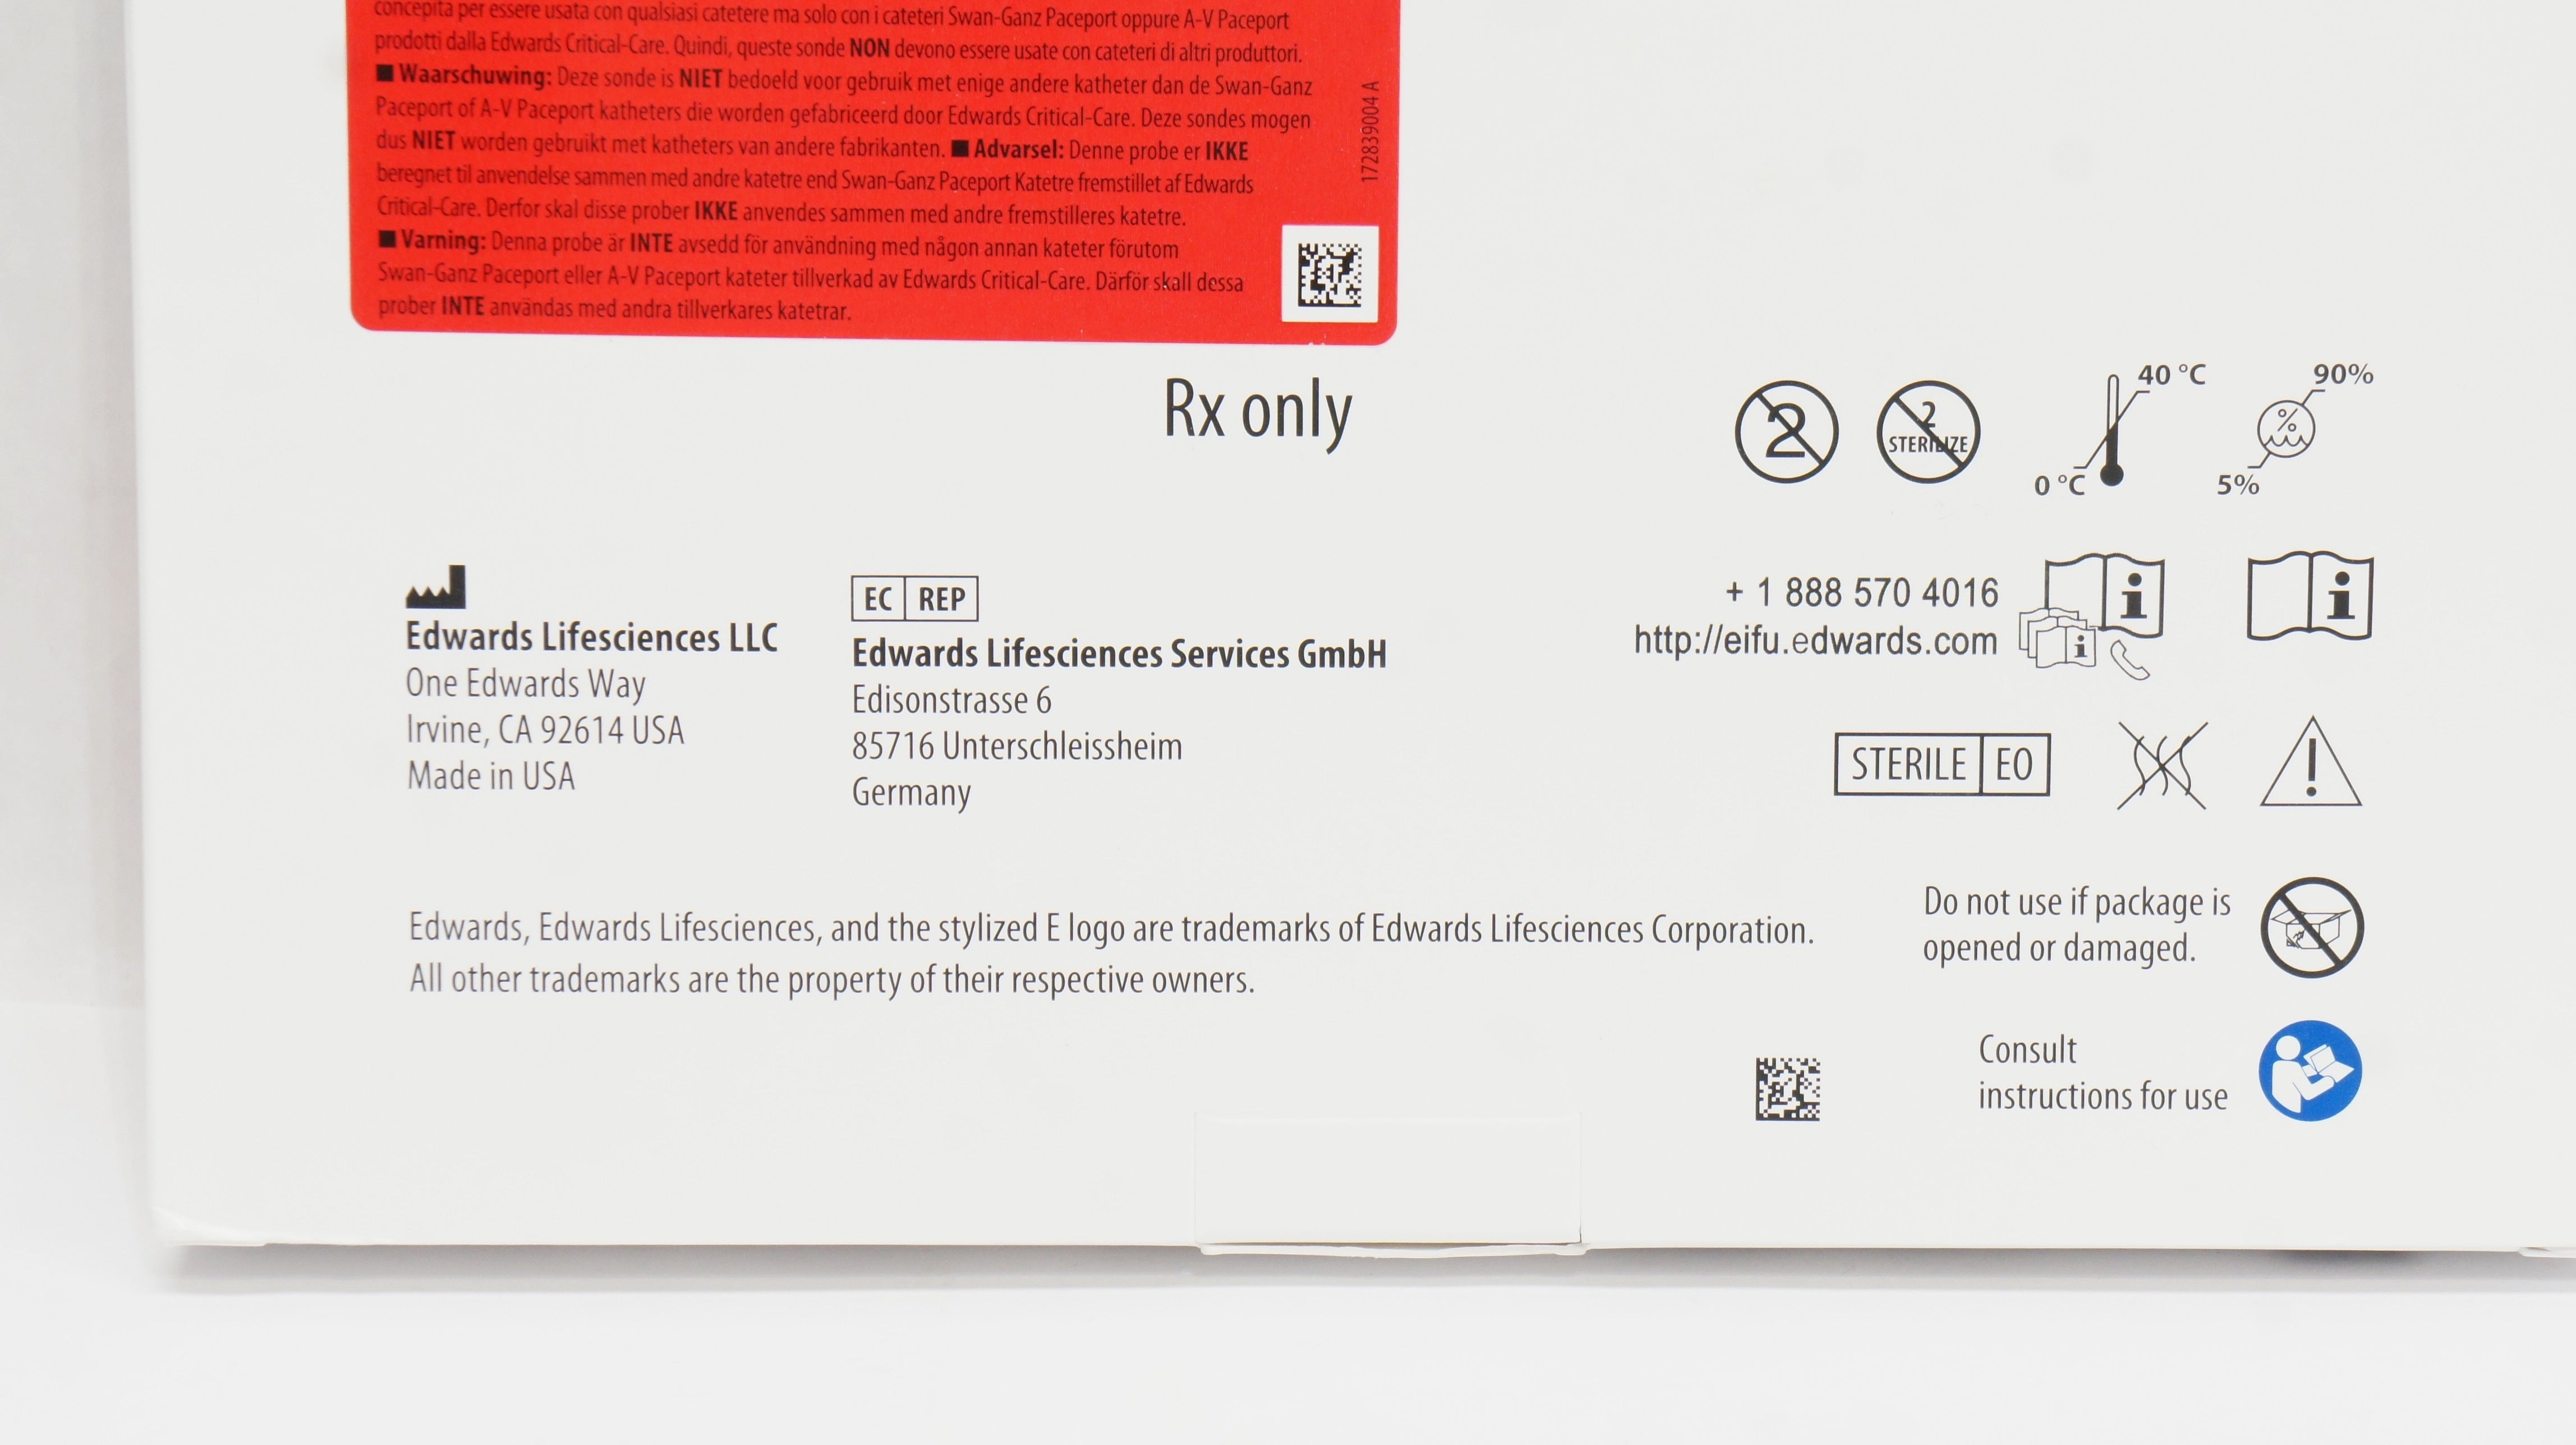 concepita per essere usata con qualsiasi catetere ma solo con i cateteri Swan-Ganz Paceport oppure A-V Paceport
prodotti dalla Edwards Critical-Care. Quindi, queste sonde NON devono essere usate con cateteri di altri produttori.
■ Waarschuwing: Deze sonde is NIET bedoeld voor gebruik met enige andere katheter dan de Swan-Ganz
Paceport of A-V Paceport katheters die worden gefabriceerd door Edwards Critical-Care. Deze sondes mogen
dus NIET worden gebruikt met katheters van andere fabrikanten. ■ Advarsel: Denne probe er IKKE
beregnet til anvendelse sammen med andre katetre end Swan-Ganz Paceport Katetre fremstillet af Edwards
Critical-Care. Derfor skal disse prober IKKE anvendes sammen med andre fremstilleres katetre.
■ Varning: Denna probe är INTE avsedd för användning med någon annan kateter förutom
Swan-Ganz Paceport eller A-V Paceport kateter tillverkad av Edwards Critical-Care. Därför skall dessa
prober INTE användas med andra tillverkares katetrar.
172839004 A
Rx only
2
2
STERILIZE
40 °C
0 °C
90%
%
5%
Edwards Lifesciences LLC
One Edwards Way
Irvine, CA 92614 USA
Made in USA
EC REP
Edwards Lifesciences Services GmbH
Edisonstrasse 6
85716 Unterschleissheim
Germany
+ 1 888 570 4016
http://eifu.edwards.com
STERILE EO
Edwards, Edwards Lifesciences, and the stylized E logo are trademarks of Edwards Lifesciences Corporation.
All other trademarks are the property of their respective owners.
Do not use if package is
opened or damaged.
Consult
instructions for use